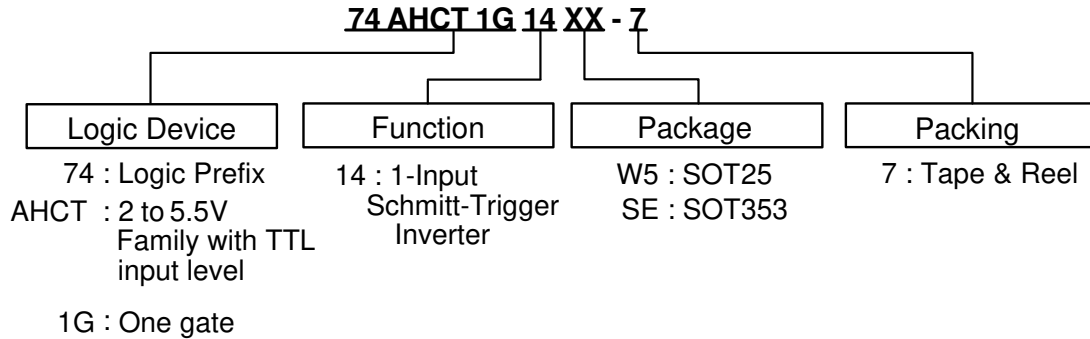 74 AHCT 1G 14 XX - 7
Logic Device
74 : Logic Prefix
AHCT : 2 to 5.5V
Family with TTL
input level
1G : One gate
Function
14 : 1-Input
Schmitt-Trigger
Inverter
Package
W5 : SOT25
SE : SOT353
Packing
7 : Tape & Reel